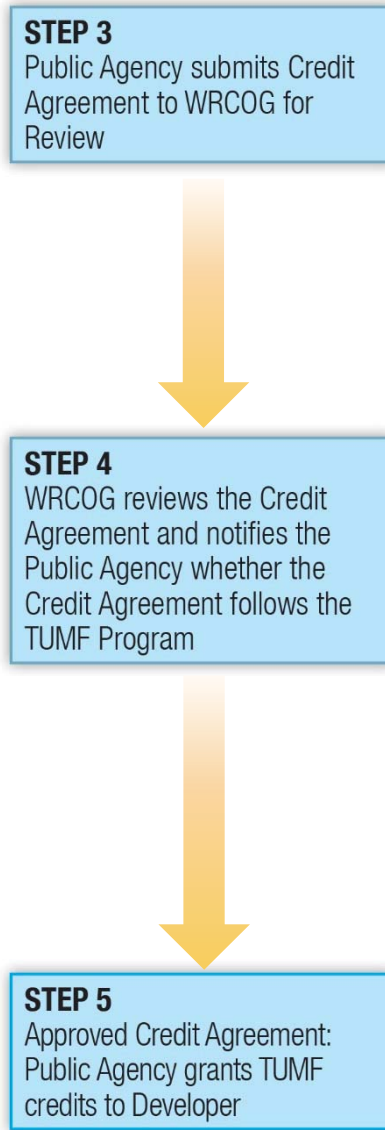 STEP 3
Public Agency submits Credit
Agreement to WRCOG for
Review
STEP 4
WRCOG reviews the Credit
Agreement and notifies the
Public Agency whether the
Credit Agreement follows the
TUMF Program
STEP 5
Approved Credit Agreement:
Public Agency grants TUMF
credits to Developer